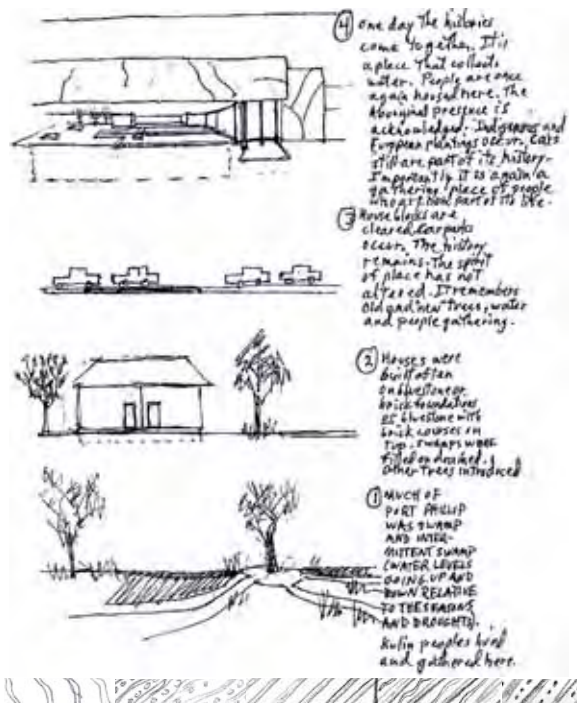 ④ One day the histories
come together. It is
a place that collects
water. People are once
again housed here. The
Aboriginal presence is
acknowledged. Indigenous and
European plantings occur. Cars
still are part of its history.
Importantly it is again a
gathering place of people
who are now part of its life.
③ House blocks are
cleared. Carparks
occur. The history
remains. The spirit
of place has not
altered. It remembers
old and new trees, water
and people gathering.
② Houses were
built often
on bluestone or
brick foundations
or bluestone with
brick courses on
top. Swamps were
filled or drained &
other trees introduced
① MUCH OF
PORT PHILLIP
WAS SWAMP
AND INTER-
MITTENT SWAMP
(WATER LEVELS
GOING UP AND
DOWN RELATIVE
TO THE SEASONS
AND DROUGHTS).
Kulin peoples lived
and gathered here.